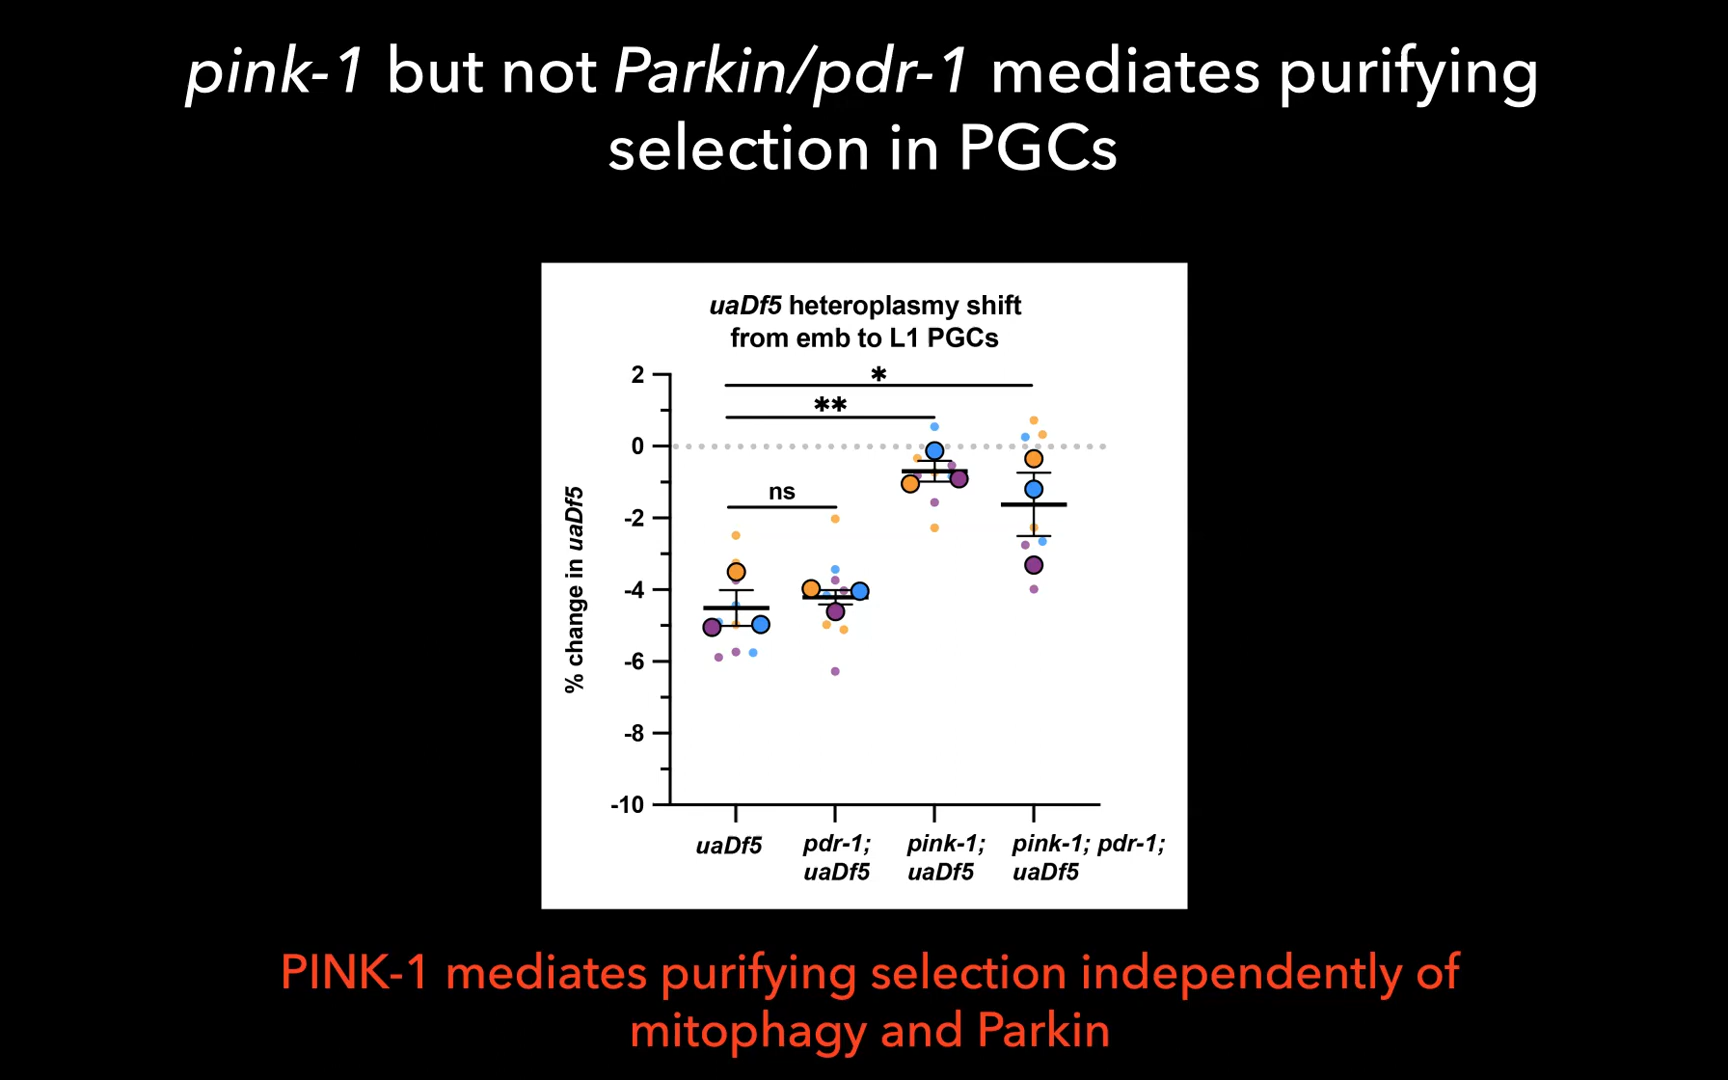 pink-1 but not Parkin/pdr-1 mediates purifying
selection in PGCs
uaDf5 heteroplasmy shift
from emb to L1 PGCs
% change in uaDf5
2
0
-2
-4
-6
-8
-10
*
**
ns
uaDf5
pdr-1;
uaDf5
pink-1;
uaDf5
pink-1; pdr-1;
uaDf5
PINK-1 mediates purifying selection independently of
mitophagy and Parkin